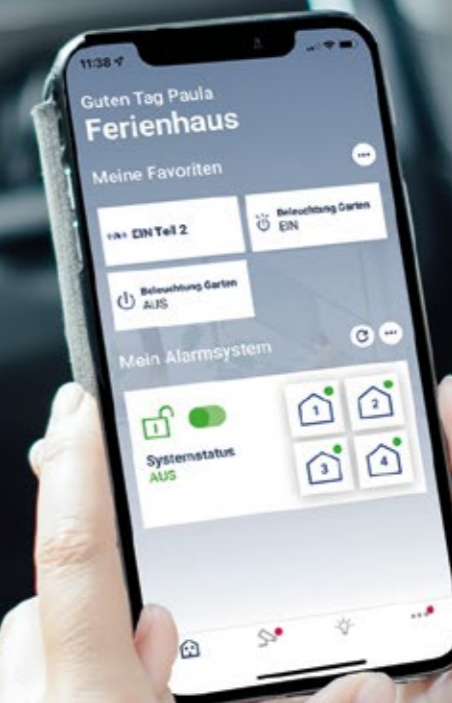 11:38
Guten Tag Paula
Ferienhaus
Meine Favoriten
EIN Teil 2
Beleuchtung Garten
EIN
Beleuchtung Garten
AUS
Mein Alarmsystem
1
2
Systemstatus
AUS
3
4